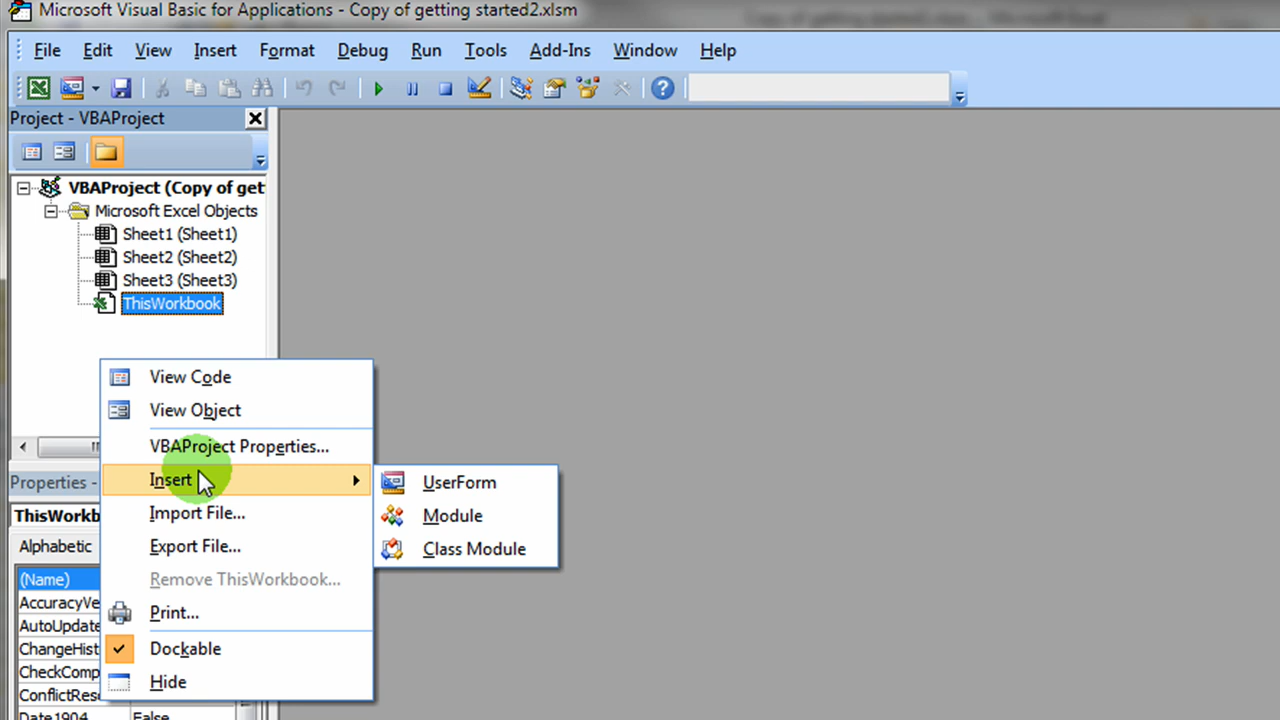 Microsoft Visual Basic for Applications - Copy of getting started2.xlsm
File Edit View Insert Format Debug Run Tools Add-Ins Window Help
Project - VBAProject
VBAProject (Copy of get
Microsoft Excel Objects
Sheet1 (Sheet1)
Sheet2 (Sheet2)
Sheet3 (Sheet3)
ThisWorkbook
View Code
View Object
VBAProject Properties...
Insert
UserForm
Module
Class Module
Import File...
Export File...
Remove ThisWorkbook...
Print...
Dockable
Hide
Properties -
ThisWorkb
Alphabetic
(Name)
AccuracyVe
AutoUpdate
ChangeHist
CheckComp
ConflictRes
Date1904 False